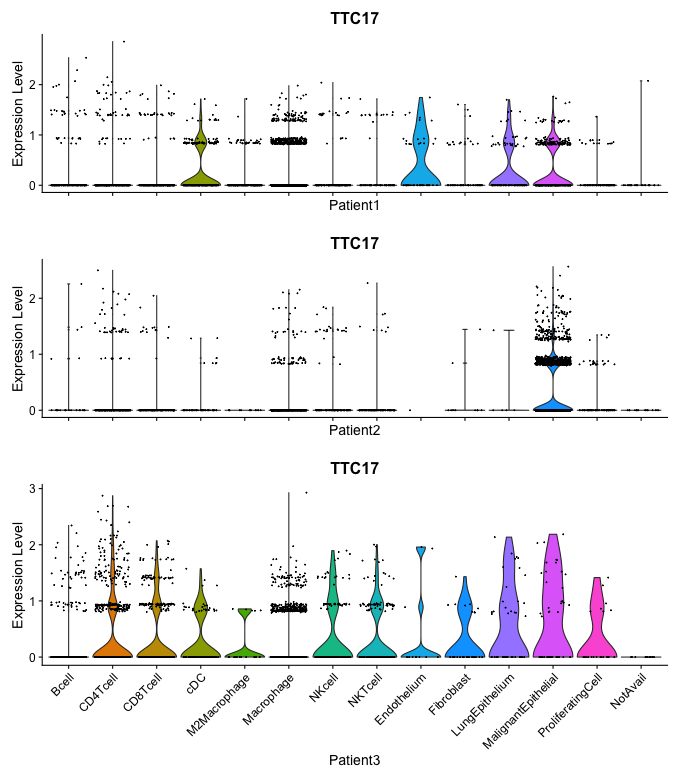 TTC17
Expression Level
2
1
0
Patient1
TTC17
Expression Level
2
1
0
Patient2
TTC17
Expression Level
3
2
1
0
Bcell
CD4Tcell
CD8Tcell
cDC
M2Macrophage
Macrophage
NKcell
NKTcell
Endothelium
Fibroblast
LungEpithelium
MalignantEpithelial
ProliferatingCell
NotAvail
Patient3